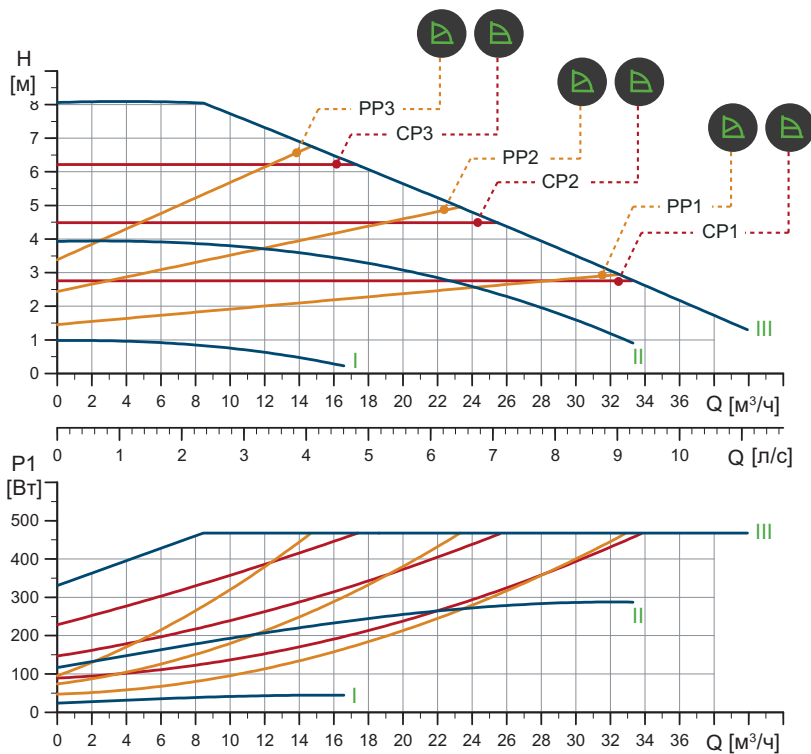 H
[м]
8
7
6
5
4
3
2
1
0
PP3
CP3
PP2
CP2
PP1
CP1
I
II
III
0 2 4 6 8 10 12 14 16 18 20 22 24 26 28 30 32 34 36 Q [м³/ч]
0 1 2 3 4 5 6 7 8 9 10 Q [л/с]
P1
[Вт]
500
400
300
200
100
0
III
II
I
0 2 4 6 8 10 12 14 16 18 20 22 24 26 28 30 32 34 36 Q [м³/ч]